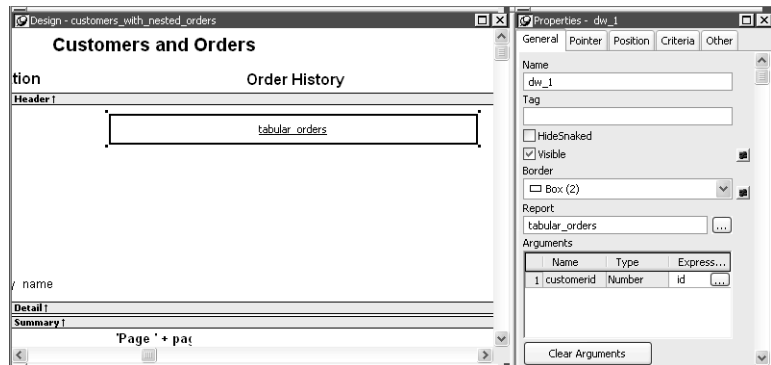 Design - customers_with_nested_orders
Customers and Orders
tion
Order History
Header ↑
tabular_orders
name
Detail ↑
Summary ↑
'Page ' + pag
Properties - dw_1
General Pointer Position Criteria Other
Name
dw_1
Tag
HideSnaked
Visible
Border
Box (2)
Report
tabular_orders
...
Arguments
Name Type Express...
1 customerid Number id ...
Clear Arguments